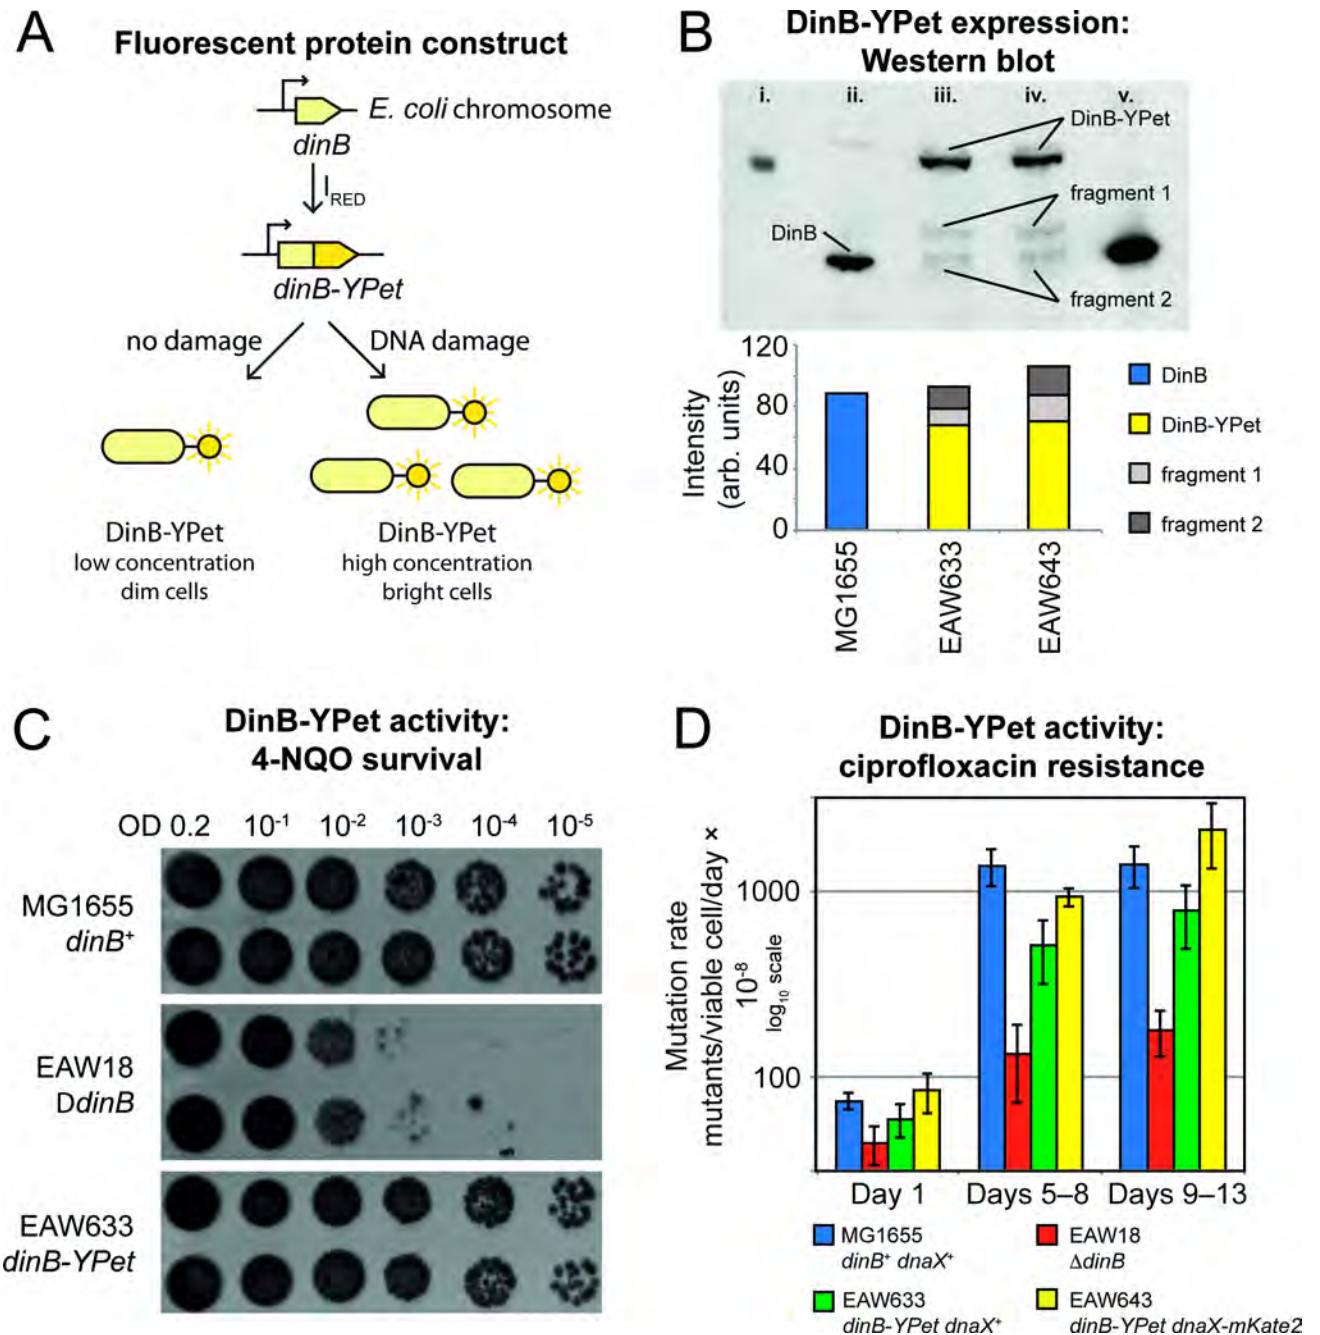 A
Fluorescent protein construct
E. coli chromosome
dinB
I RED
dinB-YPet
no damage
DNA damage
DinB-YPet
low concentration
dim cells
DinB-YPet
high concentration
bright cells
B
DinB-YPet expression:
Western blot
i. ii. iii. iv. v.
DinB-YPet
fragment 1
DinB
fragment 2
Intensity
(arb. units)
120
80
40
0
MG1655
EAW633
EAW643
DinB
DinB-YPet
fragment 1
fragment 2
C
DinB-YPet activity:
4-NQO survival
OD 0.2 10-1 10-2 10-3 10-4 10-5
MG1655
dinB+
EAW18
DdinB
EAW633
dinB-YPet
D
DinB-YPet activity:
ciprofloxacin resistance
Mutation rate
mutants/viable cell/day ×
10-8
log10 scale
1000
100
Day 1 Days 5–8 Days 9–13
MG1655
dinB+ dnaX+
EAW18
ΔdinB
EAW633
dinB-YPet dnaX+
EAW643
dinB-YPet dnaX-mKate2